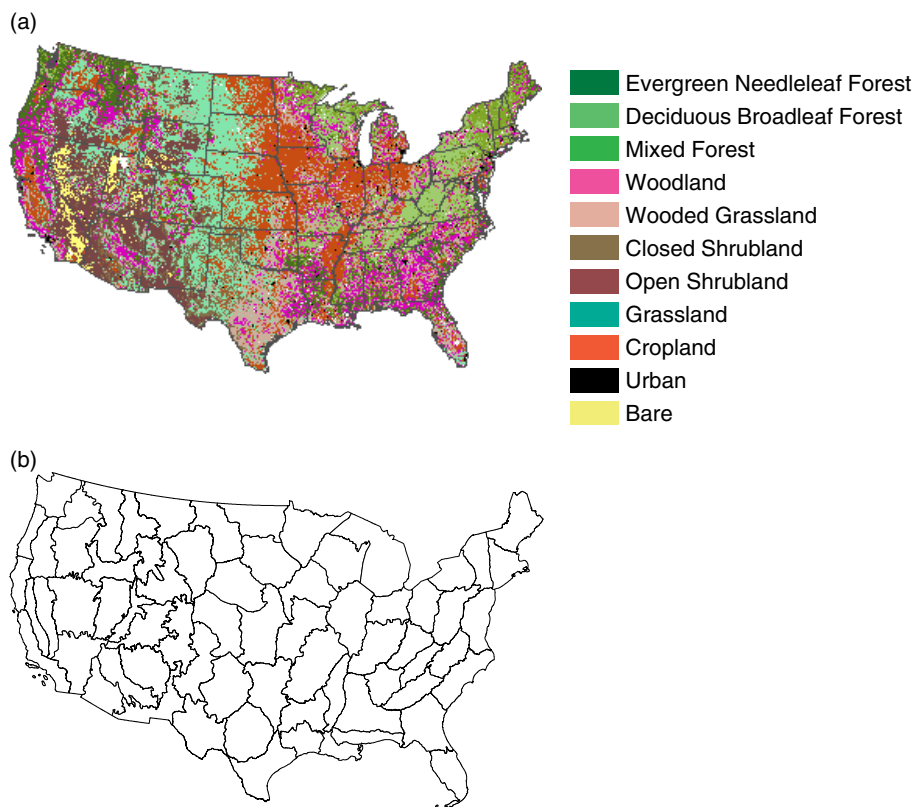 (a)
Evergreen Needleleaf Forest
Deciduous Broadleaf Forest
Mixed Forest
Woodland
Wooded Grassland
Closed Shrubland
Open Shrubland
Grassland
Cropland
Urban
Bare
(b)